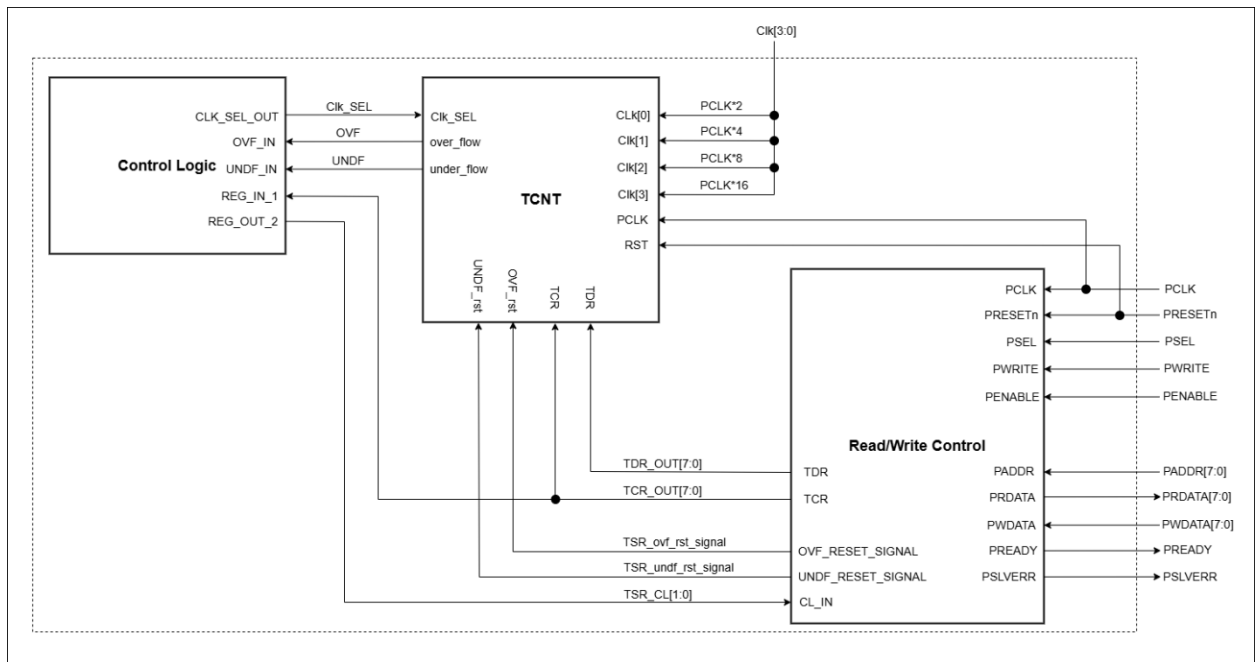 Clk[3:0]
CLK_SEL_OUT
Clk_SEL
Clk_SEL
CLk[0]
PCLK*2
OVF_IN
OVF
over_flow
Clk[1]
PCLK*4
Control Logic
UNDF_IN
UNDF
under_flow
Clk[2]
PCLK*8
REG_IN_1
TCNT
Clk[3]
PCLK*16
REG_OUT_2
PCLK
RST
UNDF_rst
OVF_rst
TCR
TDR
PCLK
PCLK
PRESETn
PRESETn
PSEL
PSEL
PWRITE
PWRITE
PENABLE
PENABLE
Read/Write Control
TDR_OUT[7:0]
TDR
PADDR
PADDR[7:0]
TCR_OUT[7:0]
TCR
PRDATA
PRDATA[7:0]
PWDATA
PWDATA[7:0]
TSR_ovf_rst_signal
OVF_RESET_SIGNAL
PREADY
PREADY
TSR_undf_rst_signal
UNDF_RESET_SIGNAL
PSLVERR
PSLVERR
TSR_CL[1:0]
CL_IN